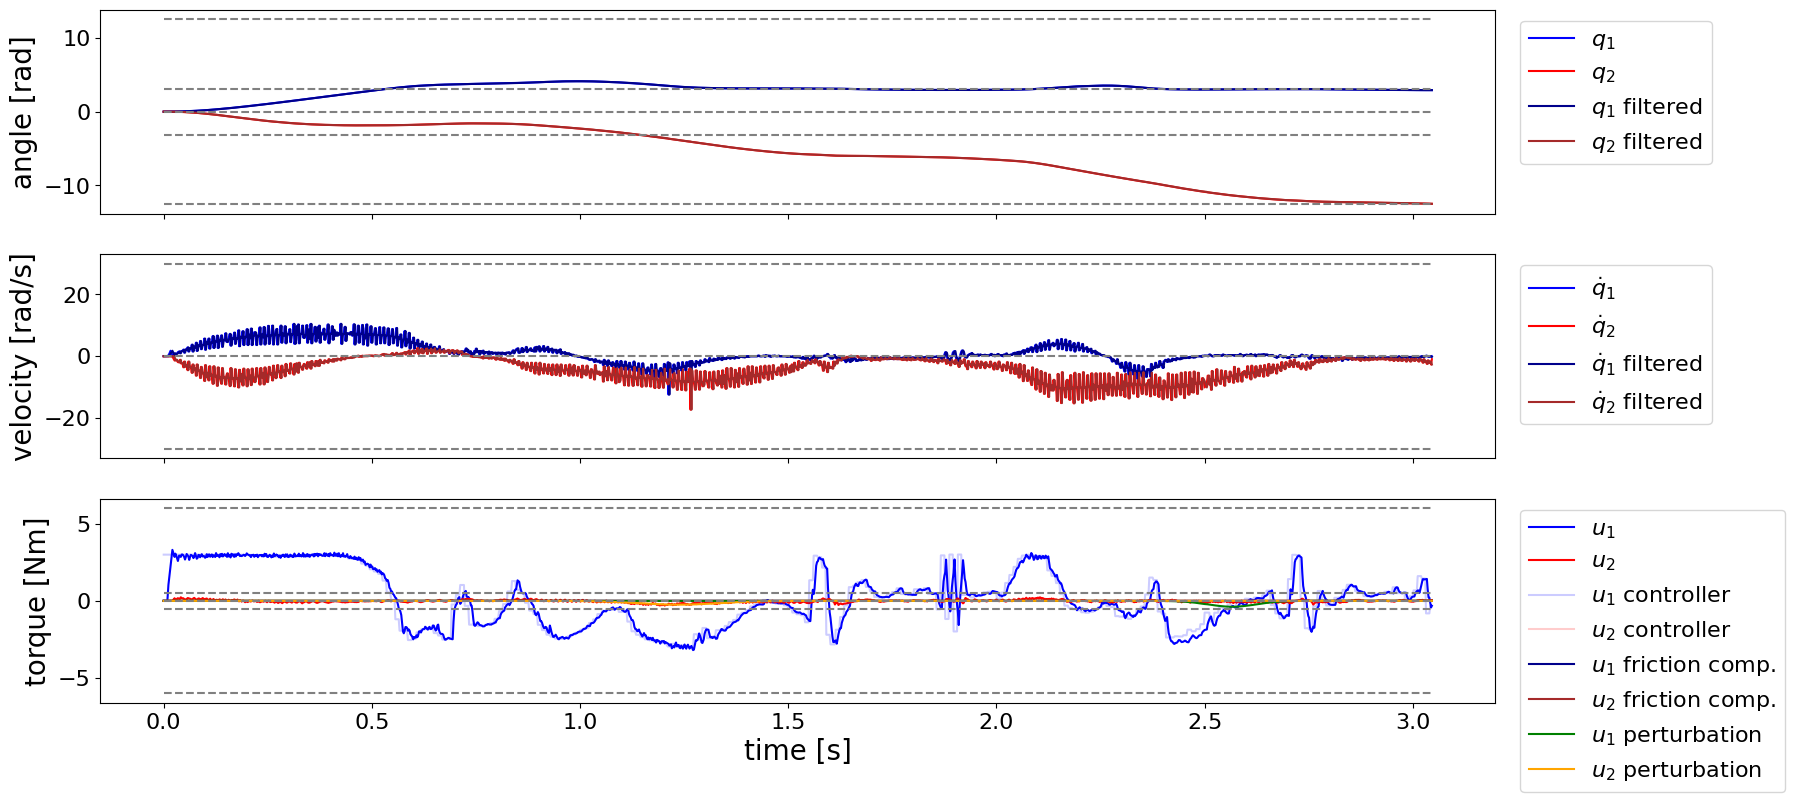 angle [rad]
10
0
−10
q₁
q₂
q₁ filtered
q₂ filtered
velocity [rad/s]
20
0
−20
q̇₁
q̇₂
q̇₁ filtered
q̇₂ filtered
torque [Nm]
5
0
−5
0.0 0.5 1.0 1.5 2.0 2.5 3.0
time [s]
u₁
u₂
u₁ controller
u₂ controller
u₁ friction comp.
u₂ friction comp.
u₁ perturbation
u₂ perturbation